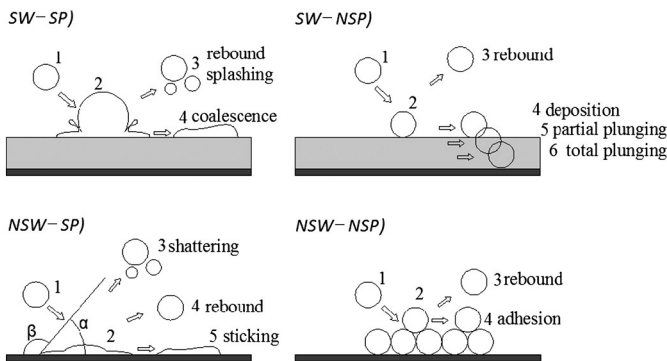 SW–SP)
1
2
3 rebound
splashing
4 coalescence
SW–NSP)
1
2
3 rebound
4 deposition
5 partial plunging
6 total plunging
NSW–SP)
1
β
α
2
3 shattering
4 rebound
5 sticking
NSW–NSP)
1
2
3 rebound
4 adhesion